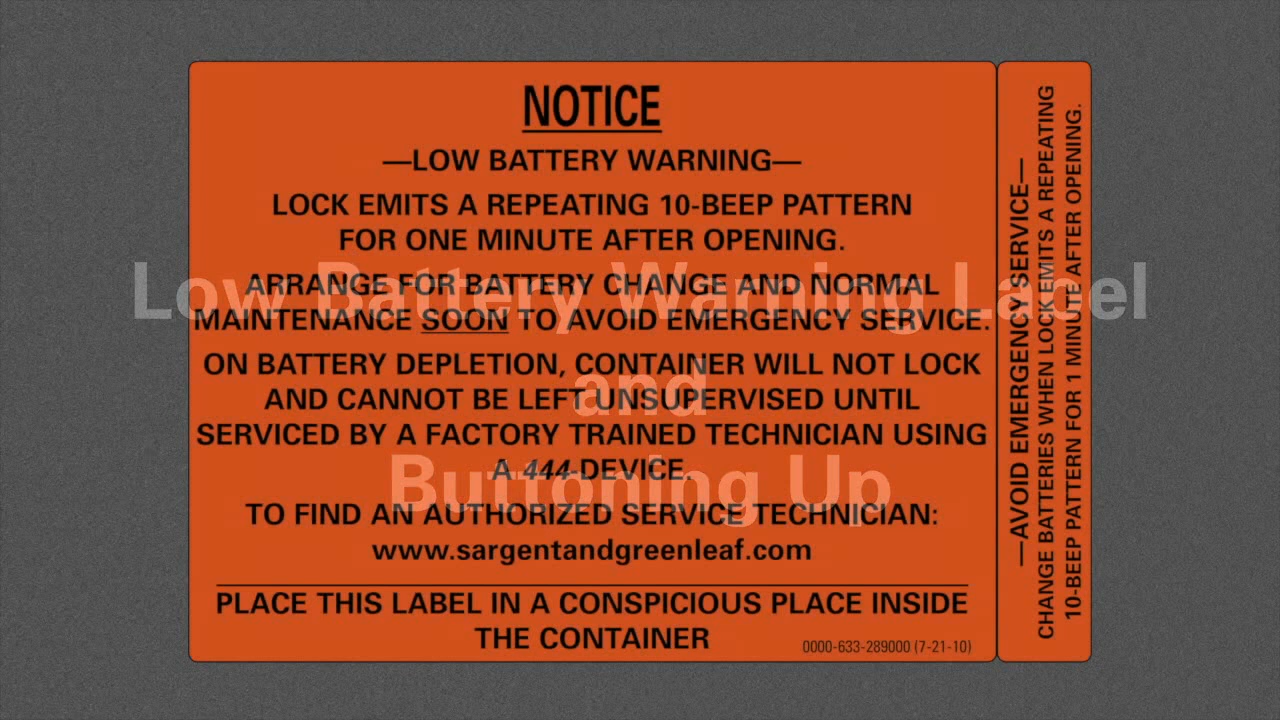 NOTICE
—LOW BATTERY WARNING—
LOCK EMITS A REPEATING 10-BEEP PATTERN
FOR ONE MINUTE AFTER OPENING.
ARRANGE FOR BATTERY CHANGE AND NORMAL
MAINTENANCE SOON TO AVOID EMERGENCY SERVICE.
ON BATTERY DEPLETION, CONTAINER WILL NOT LOCK
AND CANNOT BE LEFT UNSUPERVISED UNTIL
SERVICED BY A FACTORY TRAINED TECHNICIAN USING
A 444-DEVICE.
TO FIND AN AUTHORIZED SERVICE TECHNICIAN:
www.sargentandgreenleaf.com
PLACE THIS LABEL IN A CONSPICIOUS PLACE INSIDE
THE CONTAINER
0000-633-289000 (7-21-10)
—AVOID EMERGENCY SERVICE—
CHANGE BATTERIES WHEN LOCK EMITS A REPEATING
10-BEEP PATTERN FOR 1 MINUTE AFTER OPENING.
Low Battery Warning Label
and
Buttoning Up